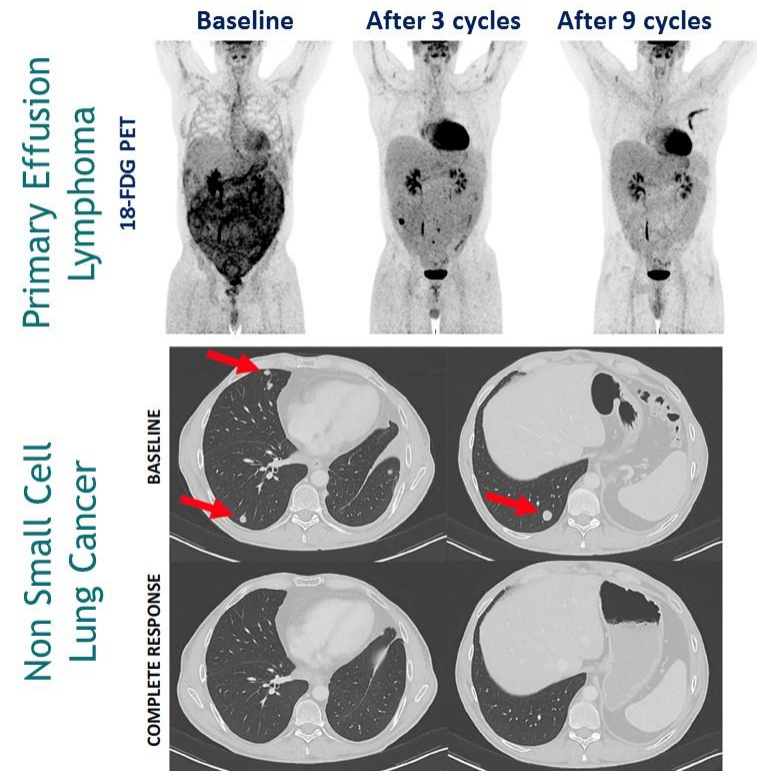 Baseline
After 3 cycles
After 9 cycles
Primary Effusion
Lymphoma
18-FDG PET
Non Small Cell
Lung Cancer
BASELINE
COMPLETE RESPONSE